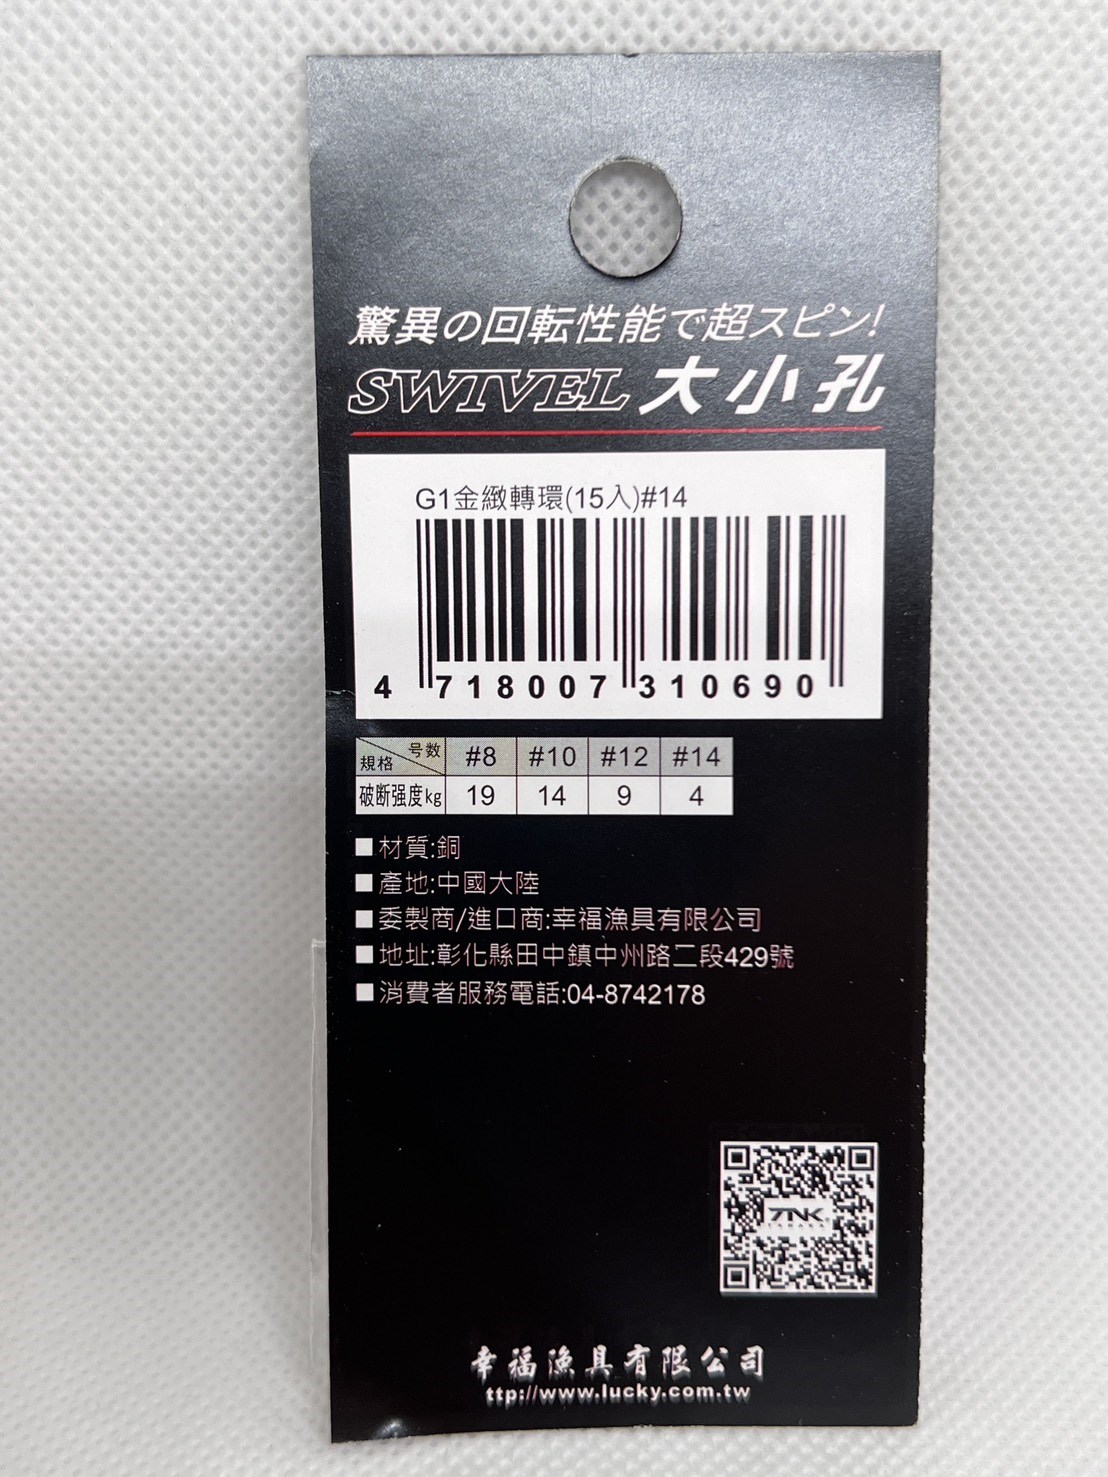 驚異の回転性能で超スピン!
SWIVEL 大小孔
G1金緻轉環(15入)#14
4 718007 310690
号数 規格 #8 #10 #12 #14
破断强度kg 19 14 9 4
■材質:銅
■產地:中國大陸
■委製商/進口商:幸福漁具有限公司
■地址:彰化縣田中鎮中州路二段429號
■消費者服務電話:04-8742178
TNK
幸福漁具有限公司
ttp://www.lucky.com.tw